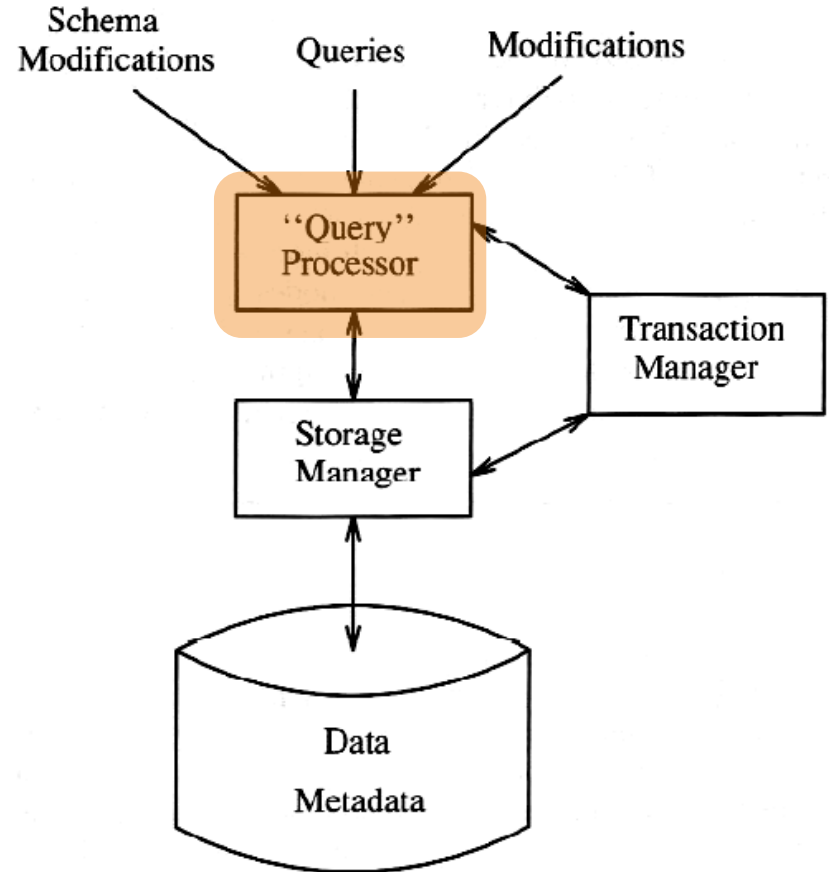 Schema
Modifications
Queries
Modifications
‘‘Query’’
Processor
Transaction
Manager
Storage
Manager
Data
Metadata